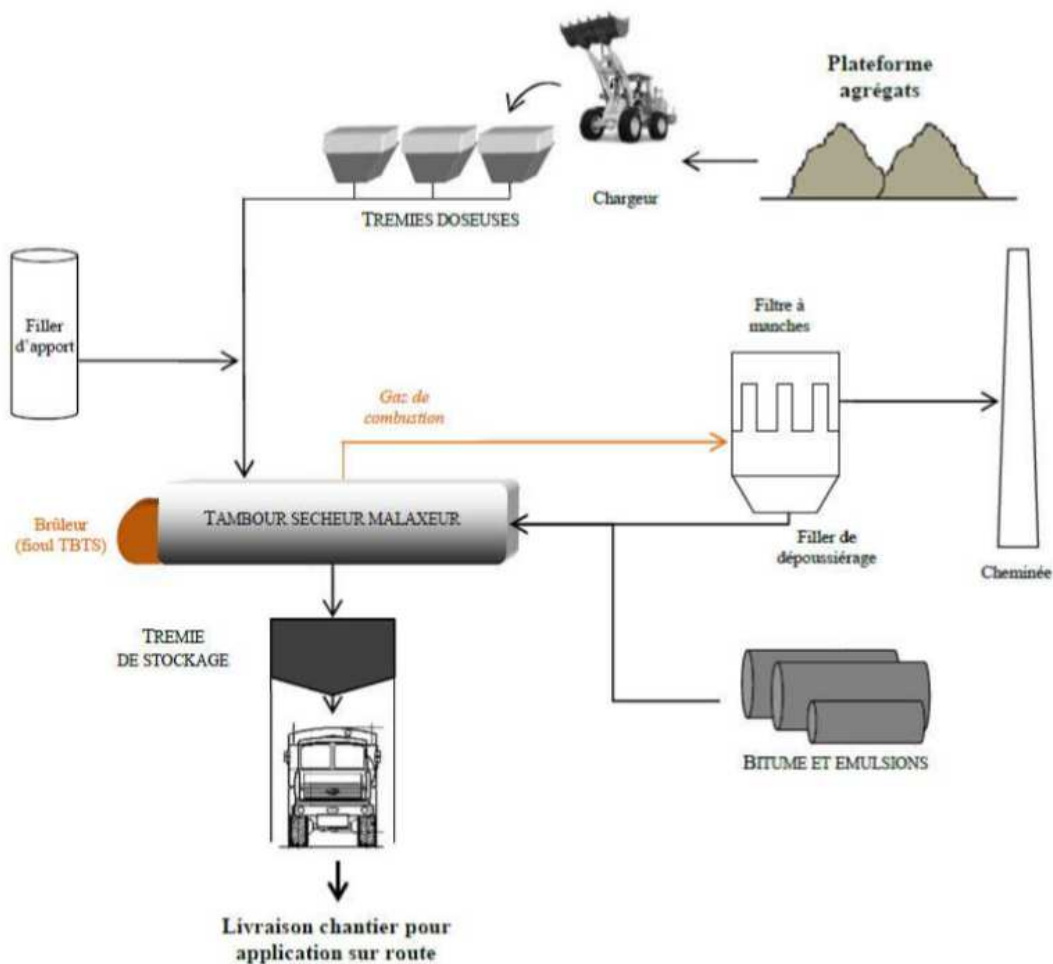 Plateforme
agrégats
Chargeur
TREMIES DOSEUSES
Filler
d'apport
Filtre à
manches
Gaz de
combustion
TAMBOUR SECHEUR MALAXEUR
Brûleur
(fioul TBTS)
Filler de
dépoussiérage
Cheminée
TREMIE
DE STOCKAGE
BITUME ET EMULSIONS
Livraison chantier pour
application sur route